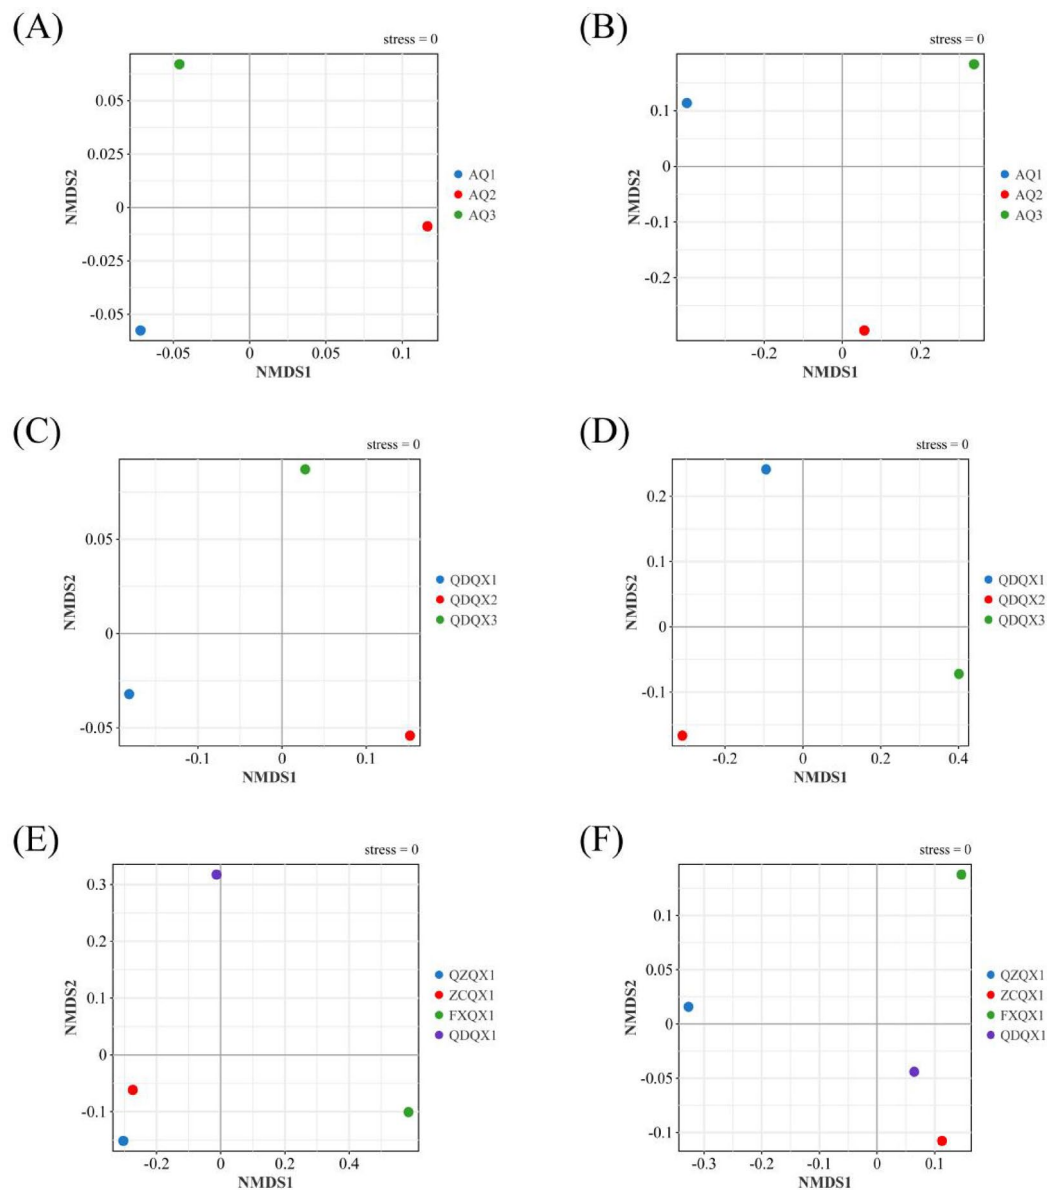 (A)
stress = 0
0.05
0.025
0
-0.025
-0.05
NMDS2
-0.05
0
0.05
0.1
NMDS1
AQ1
AQ2
AQ3
(B)
stress = 0
0.1
0
-0.1
-0.2
NMDS2
-0.2
0
0.2
NMDS1
AQ1
AQ2
AQ3
(C)
stress = 0
0.05
0
-0.05
NMDS2
-0.1
0
0.1
NMDS1
QDQX1
QDQX2
QDQX3
(D)
stress = 0
0.2
0.1
0
-0.1
NMDS2
-0.2
0
0.2
0.4
NMDS1
QDQX1
QDQX2
QDQX3
(E)
stress = 0
0.3
0.2
0.1
0
-0.1
NMDS2
-0.2
0
0.2
0.4
NMDS1
QZQX1
ZCQX1
FXQX1
QDQX1
(F)
stress = 0
0.1
0.05
0
-0.05
-0.1
NMDS2
-0.3
-0.2
-0.1
0
0.1
NMDS1
QZQX1
ZCQX1
FXQX1
QDQX1